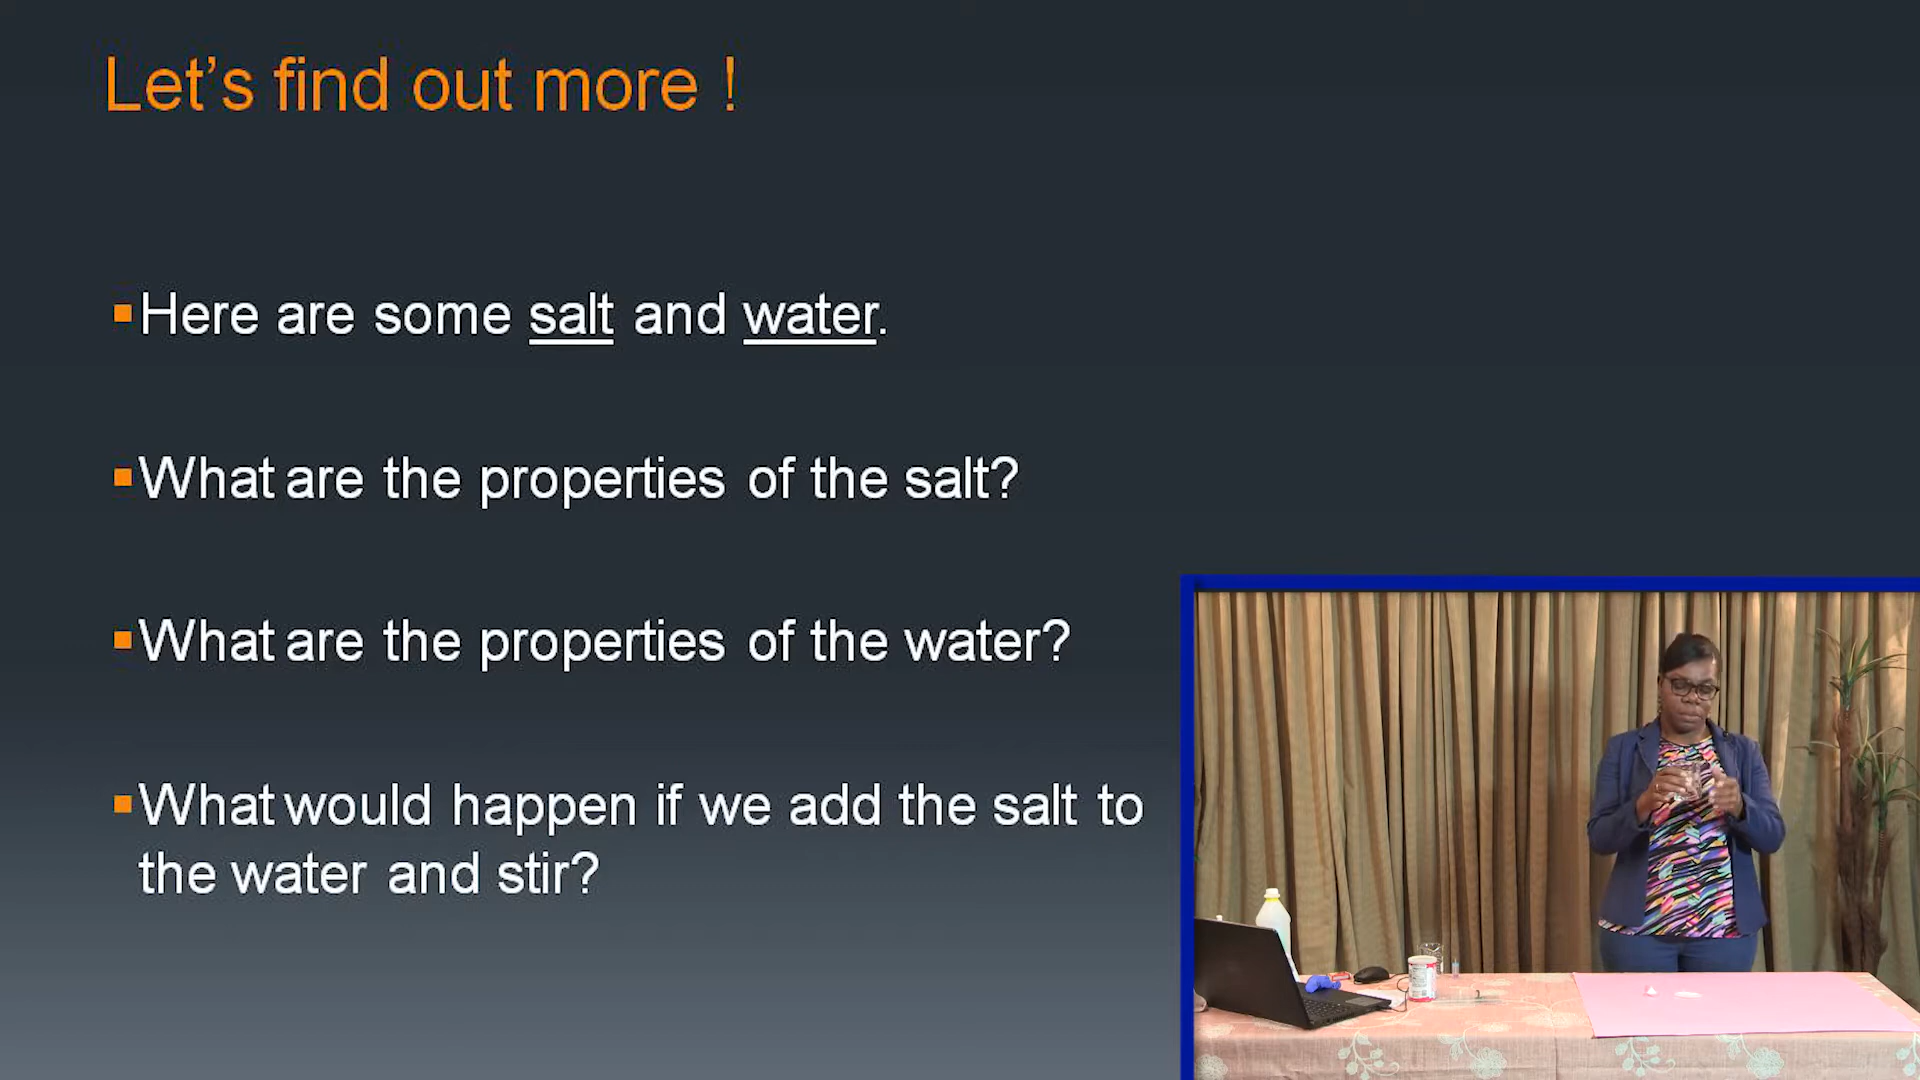 Let’s find out more !
▪Here are some salt and water.
▪What are the properties of the salt?
▪What are the properties of the water?
▪What would happen if we add the salt to
the water and stir?